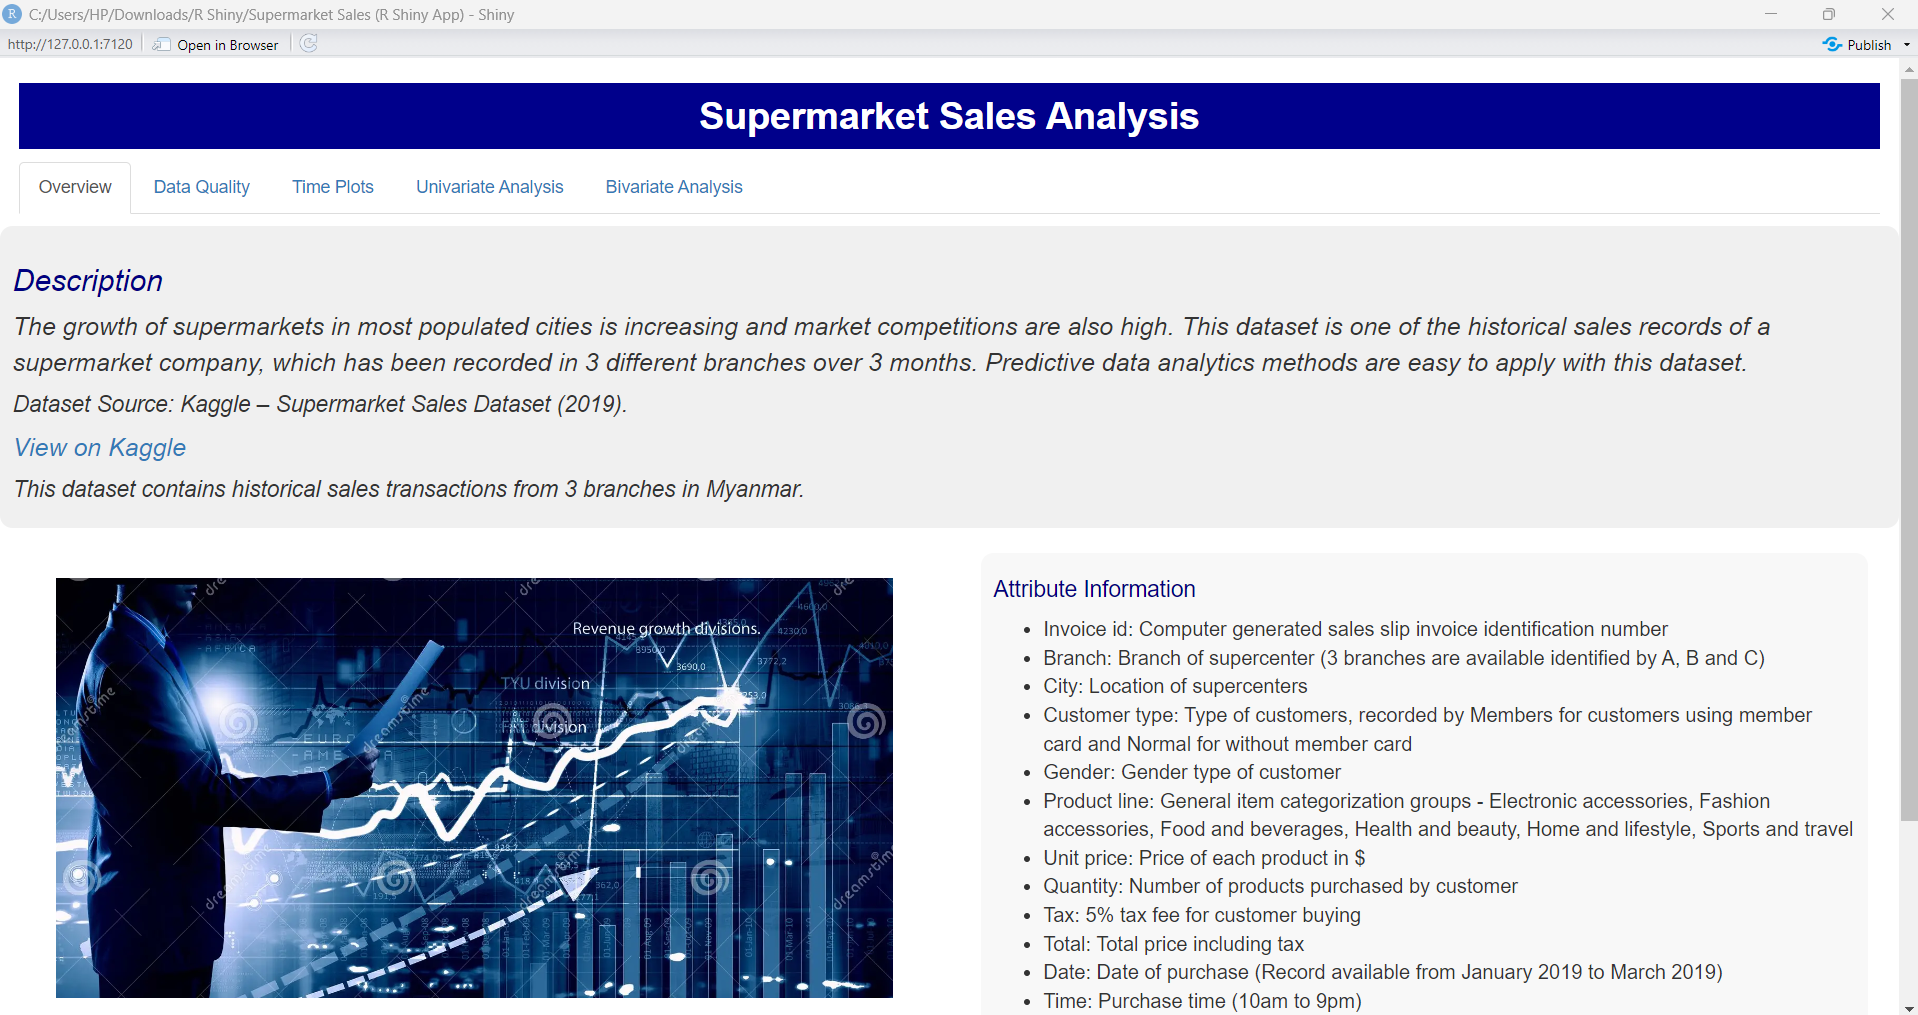 C:/Users/HP/Downloads/R Shiny/Supermarket Sales (R Shiny App) - Shiny
http://127.0.0.1:7120
Open in Browser
Publish
Supermarket Sales Analysis
Overview
Data Quality
Time Plots
Univariate Analysis
Bivariate Analysis
Description
The growth of supermarkets in most populated cities is increasing and market competitions are also high. This dataset is one of the historical sales records of a
supermarket company, which has been recorded in 3 different branches over 3 months. Predictive data analytics methods are easy to apply with this dataset.
Dataset Source: Kaggle – Supermarket Sales Dataset (2019).
View on Kaggle
This dataset contains historical sales transactions from 3 branches in Myanmar.
Revenue growth divisions.
4600,0
4230,0
3950,0
3690,0
3772,2
TYU division
division
dreamstime
Attribute Information
• Invoice id: Computer generated sales slip invoice identification number
• Branch: Branch of supercenter (3 branches are available identified by A, B and C)
• City: Location of supercenters
• Customer type: Type of customers, recorded by Members for customers using member
card and Normal for without member card
• Gender: Gender type of customer
• Product line: General item categorization groups - Electronic accessories, Fashion
accessories, Food and beverages, Health and beauty, Home and lifestyle, Sports and travel
• Unit price: Price of each product in $
• Quantity: Number of products purchased by customer
• Tax: 5% tax fee for customer buying
• Total: Total price including tax
• Date: Date of purchase (Record available from January 2019 to March 2019)
• Time: Purchase time (10am to 9pm)